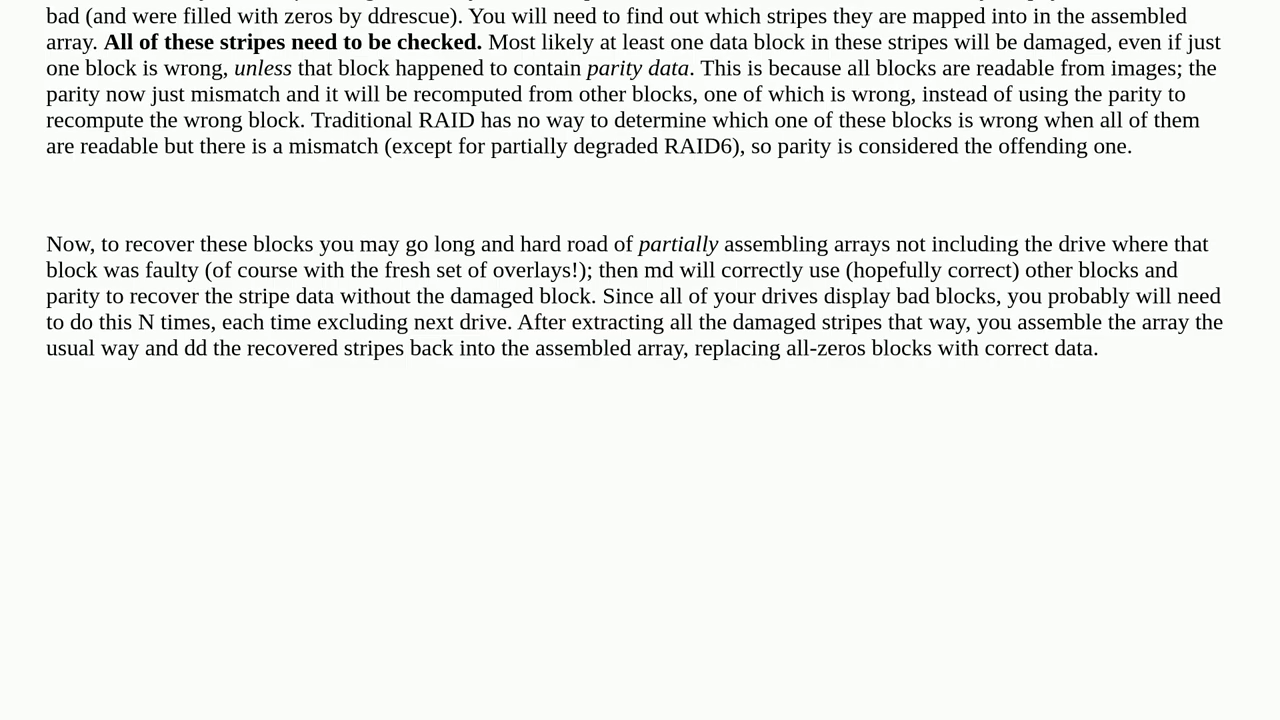 bad (and were filled with zeros by ddrescue). You will need to find out which stripes they are mapped into in the assembled
array. All of these stripes need to be checked. Most likely at least one data block in these stripes will be damaged, even if just
one block is wrong, unless that block happened to contain parity data. This is because all blocks are readable from images; the
parity now just mismatch and it will be recomputed from other blocks, one of which is wrong, instead of using the parity to
recompute the wrong block. Traditional RAID has no way to determine which one of these blocks is wrong when all of them
are readable but there is a mismatch (except for partially degraded RAID6), so parity is considered the offending one.
Now, to recover these blocks you may go long and hard road of partially assembling arrays not including the drive where that
block was faulty (of course with the fresh set of overlays!); then md will correctly use (hopefully correct) other blocks and
parity to recover the stripe data without the damaged block. Since all of your drives display bad blocks, you probably will need
to do this N times, each time excluding next drive. After extracting all the damaged stripes that way, you assemble the array the
usual way and dd the recovered stripes back into the assembled array, replacing all-zeros blocks with correct data.